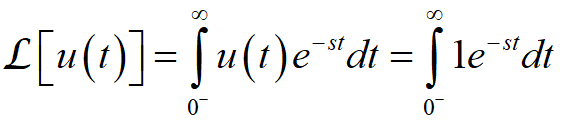 ℒ[u(t)] = ∫₀₋^∞ u(t)e^{-st}dt = ∫₀₋^∞ 1e^{-st}dt